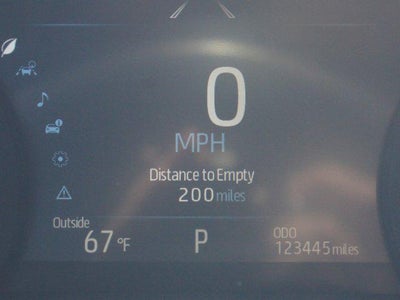 0
MPH
Distance to Empty
200 miles
Outside
67°F
P
ODO
123445 miles